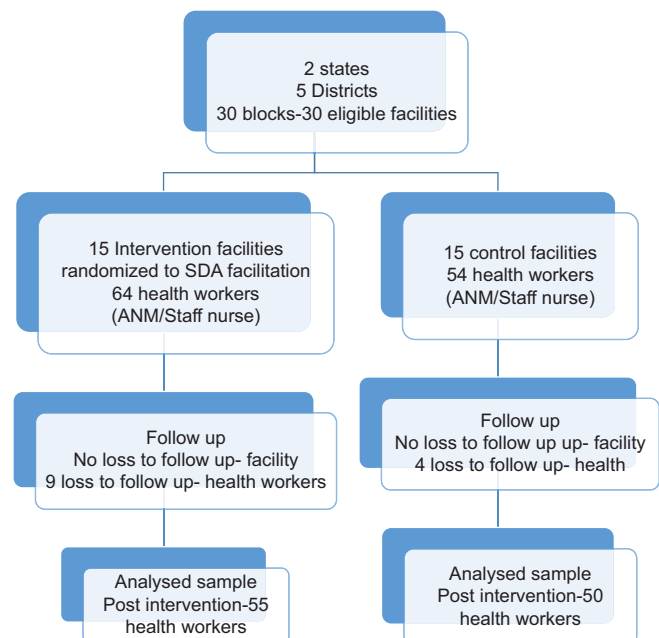 2 states
5 Districts
30 blocks-30 eligible facilities
15 Intervention facilities
randomized to SDA facilitation
64 health workers
(ANM/Staff nurse)
15 control facilities
54 health workers
(ANM/Staff nurse)
Follow up
No loss to follow up- facility
9 loss to follow up- health workers
Follow up
No loss to follow up up- facility
4 loss to follow up- health
Analysed sample
Post intervention-55
health workers
Analysed sample
Post intervention-50
health workers